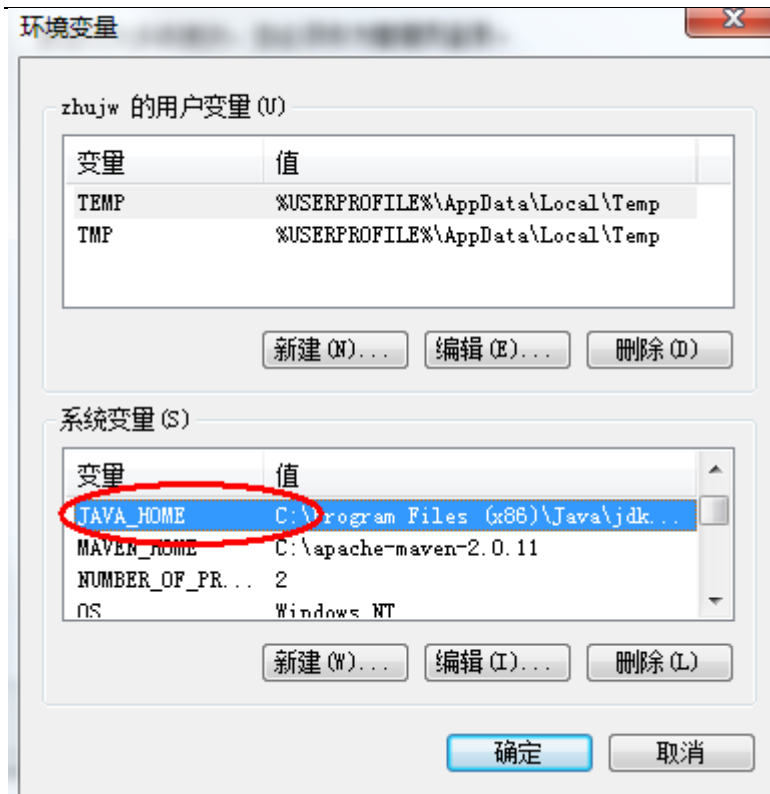 环境变量
zhujw 的用户变量(U)
变量 值
TEMP %USERPROFILE%\AppData\Local\Temp
TMP %USERPROFILE%\AppData\Local\Temp
新建(N)... 编辑(E)... 删除(D)
系统变量(S)
变量 值
JAVA_HOME C:\Program Files (x86)\Java\jdk...
MAVEN_HOME C:\apache-maven-2.0.11
NUMBER_OF_PR... 2
OS Windows_NT
新建(W)... 编辑(I)... 删除(L)
确定 取消